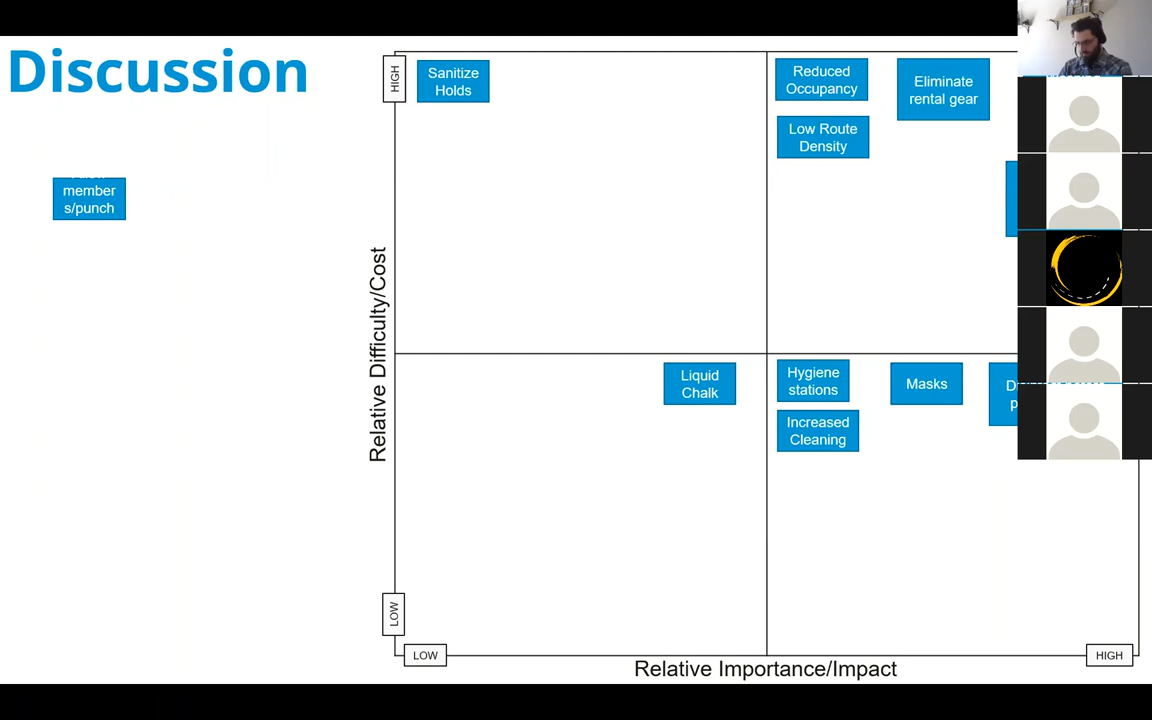 Discussion
member
s/punch
HIGH
Sanitize
Holds
Reduced
Occupancy
Eliminate
rental gear
Low Route
Density
Relative Difficulty/Cost
Liquid
Chalk
Hygiene
stations
Masks
Increased
Cleaning
LOW
LOW
HIGH
Relative Importance/Impact